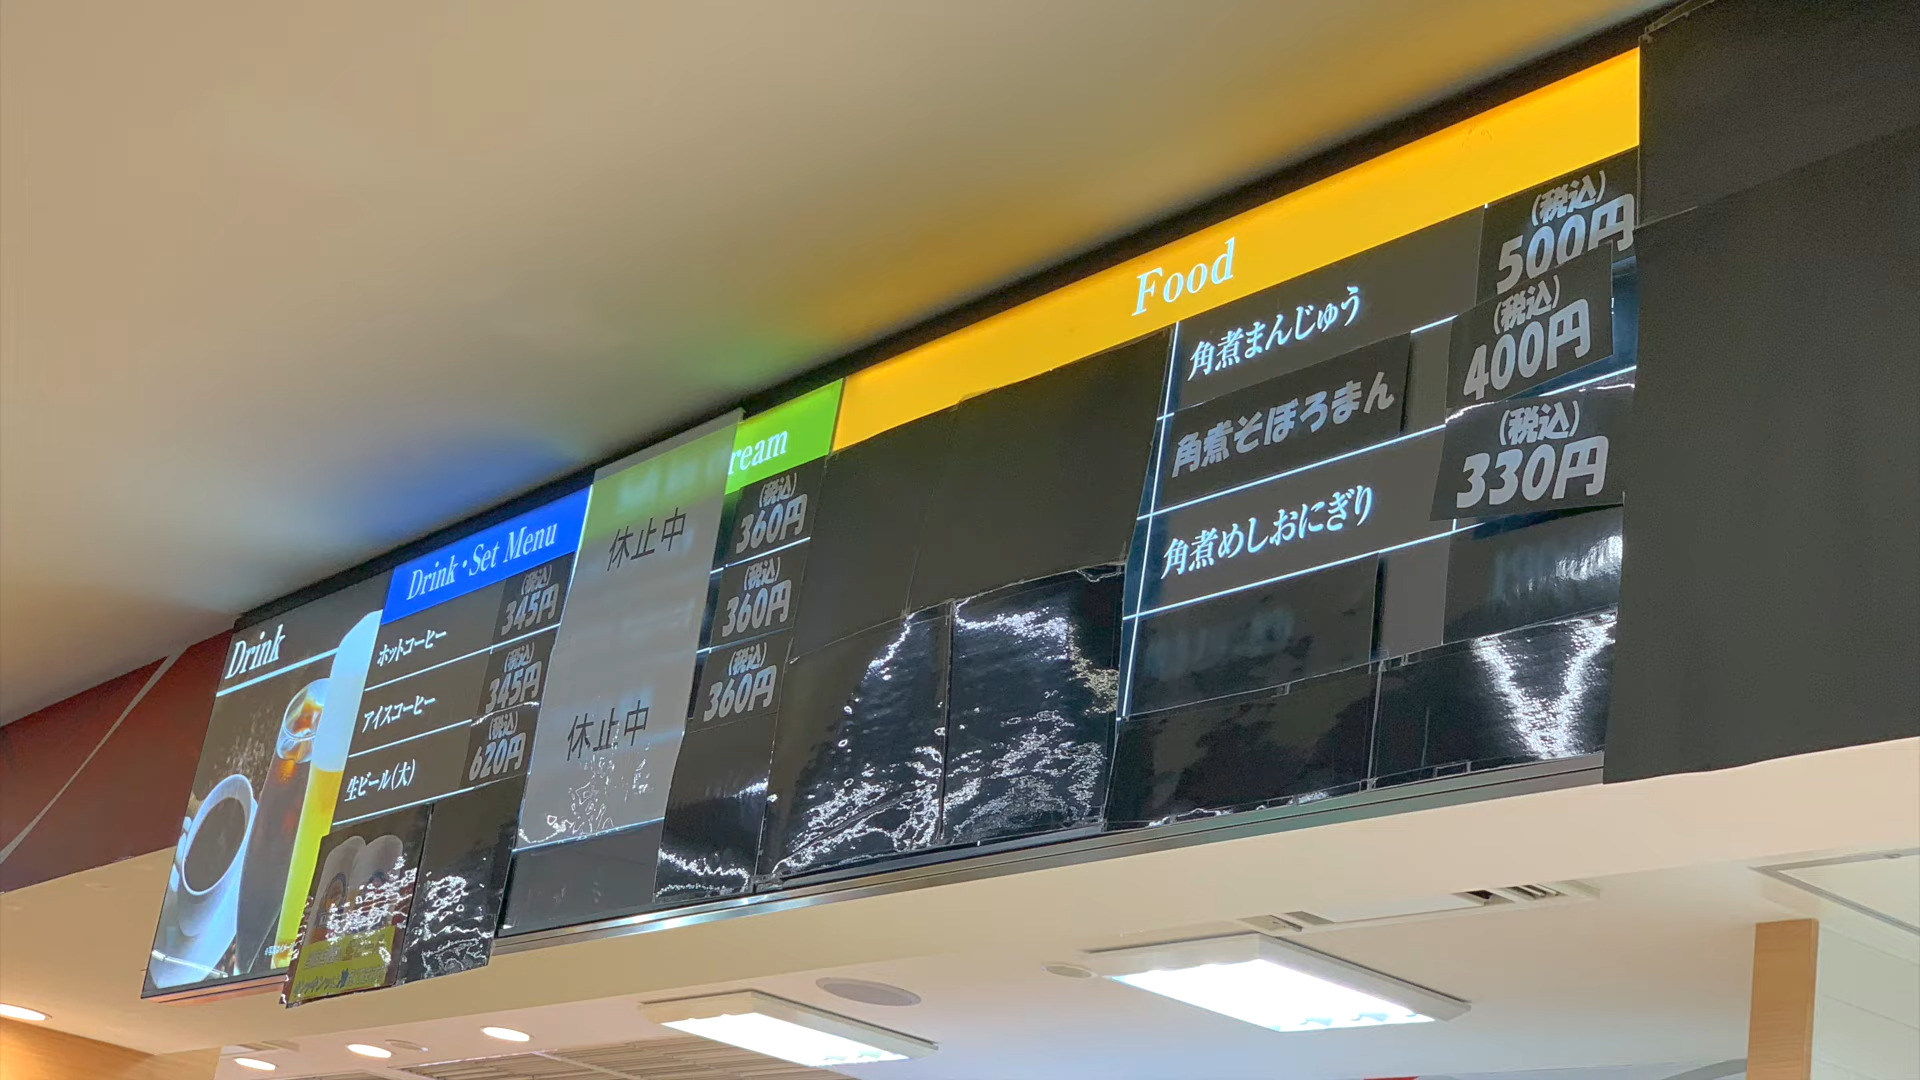 Drink
Drink・Set Menu
ホットコーヒー (税込) 345円
アイスコーヒー (税込) 345円
生ビール(大) (税込) 620円
ream
休止中
休止中
(税込) 360円
(税込) 360円
(税込) 360円
Food
角煮まんじゅう (税込) 500円
角煮そぼろまん (税込) 400円
角煮めしおにぎり (税込) 330円